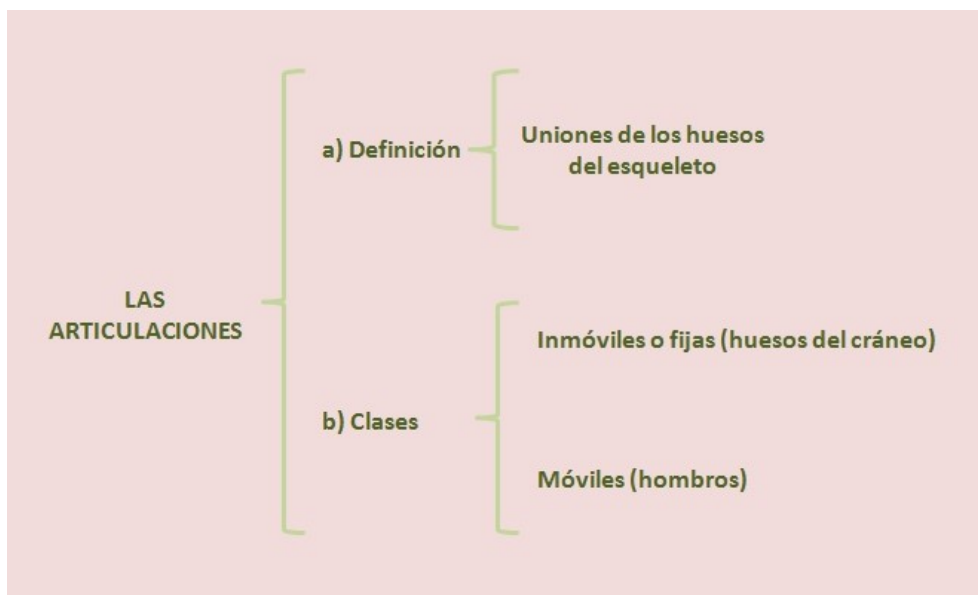 LAS
ARTICULACIONES
a) Definición
Uniones de los huesos
del esqueleto
b) Clases
Inmóviles o fijas (huesos del cráneo)
Móviles (hombros)